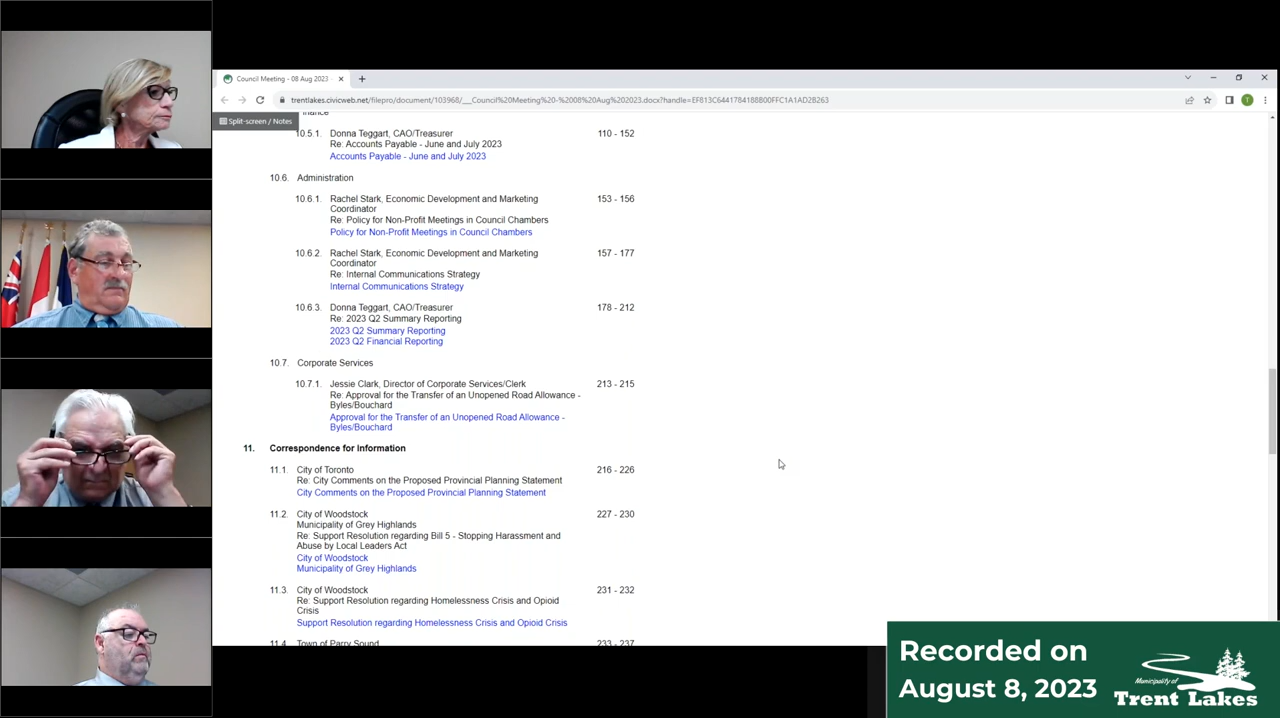 Council Meeting - 08 Aug 2023 -
trentlakes.civicweb.net/filepro/document/103968/__Council%20Meeting%20-%2008%20Aug%202023.docx?handle=EF813C6441784188B00FFC1A1AD2B263
T
Split-screen / Notes
inance
10.5.1. Donna Teggart, CAO/Treasurer 110 - 152
Re: Accounts Payable - June and July 2023
Accounts Payable - June and July 2023
10.6. Administration
10.6.1. Rachel Stark, Economic Development and Marketing 153 - 156
Coordinator
Re: Policy for Non-Profit Meetings in Council Chambers
Policy for Non-Profit Meetings in Council Chambers
10.6.2. Rachel Stark, Economic Development and Marketing 157 - 177
Coordinator
Re: Internal Communications Strategy
Internal Communications Strategy
10.6.3. Donna Teggart, CAO/Treasurer 178 - 212
Re: 2023 Q2 Summary Reporting
2023 Q2 Summary Reporting
2023 Q2 Financial Reporting
10.7. Corporate Services
10.7.1. Jessie Clark, Director of Corporate Services/Clerk 213 - 215
Re: Approval for the Transfer of an Unopened Road Allowance -
Byles/Bouchard
Approval for the Transfer of an Unopened Road Allowance -
Byles/Bouchard
11. Correspondence for Information
11.1. City of Toronto 216 - 226
Re: City Comments on the Proposed Provincial Planning Statement
City Comments on the Proposed Provincial Planning Statement
11.2. City of Woodstock 227 - 230
Municipality of Grey Highlands
Re: Support Resolution regarding Bill 5 - Stopping Harassment and
Abuse by Local Leaders Act
City of Woodstock
Municipality of Grey Highlands
11.3. City of Woodstock 231 - 232
Re: Support Resolution regarding Homelessness Crisis and Opioid
Crisis
Support Resolution regarding Homelessness Crisis and Opioid Crisis
11.4. Town of Parry Sound 233 - 237
Recorded on
August 8, 2023
Municipality of
Trent Lakes